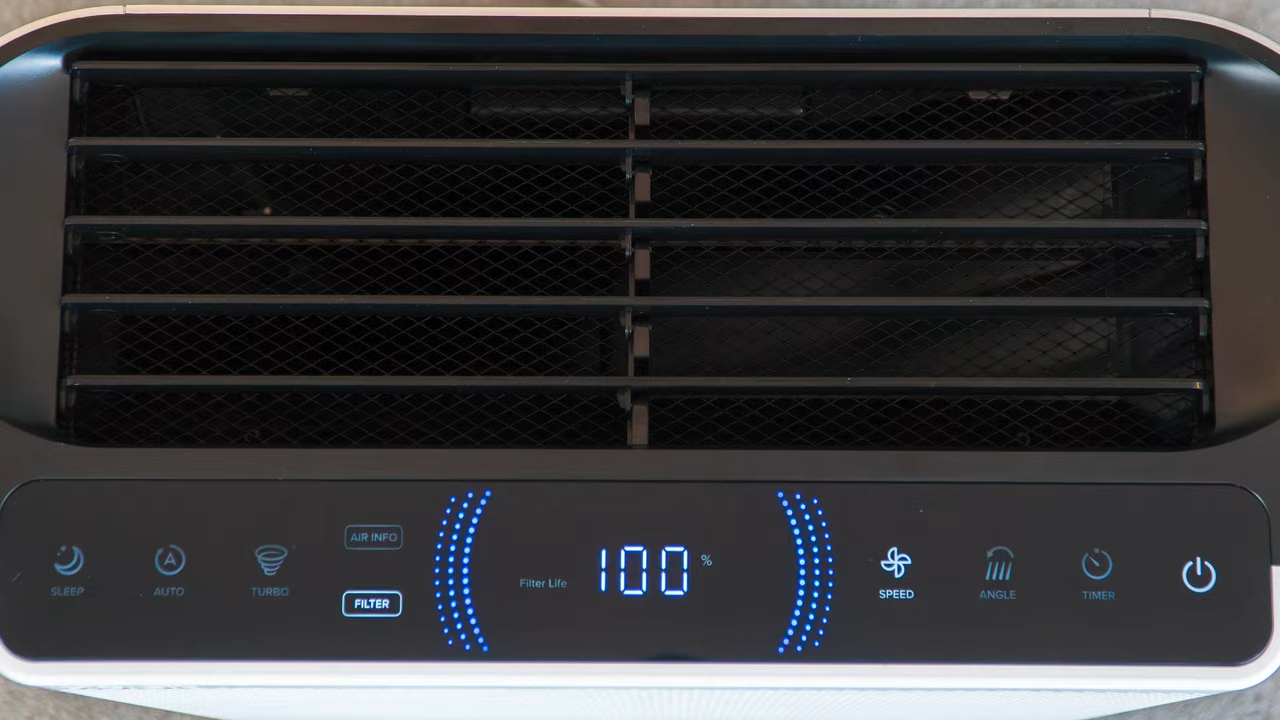 AIR INFO
Filter Life 100 %
SLEEP AUTO TURBO FILTER SPEED ANGLE TIMER